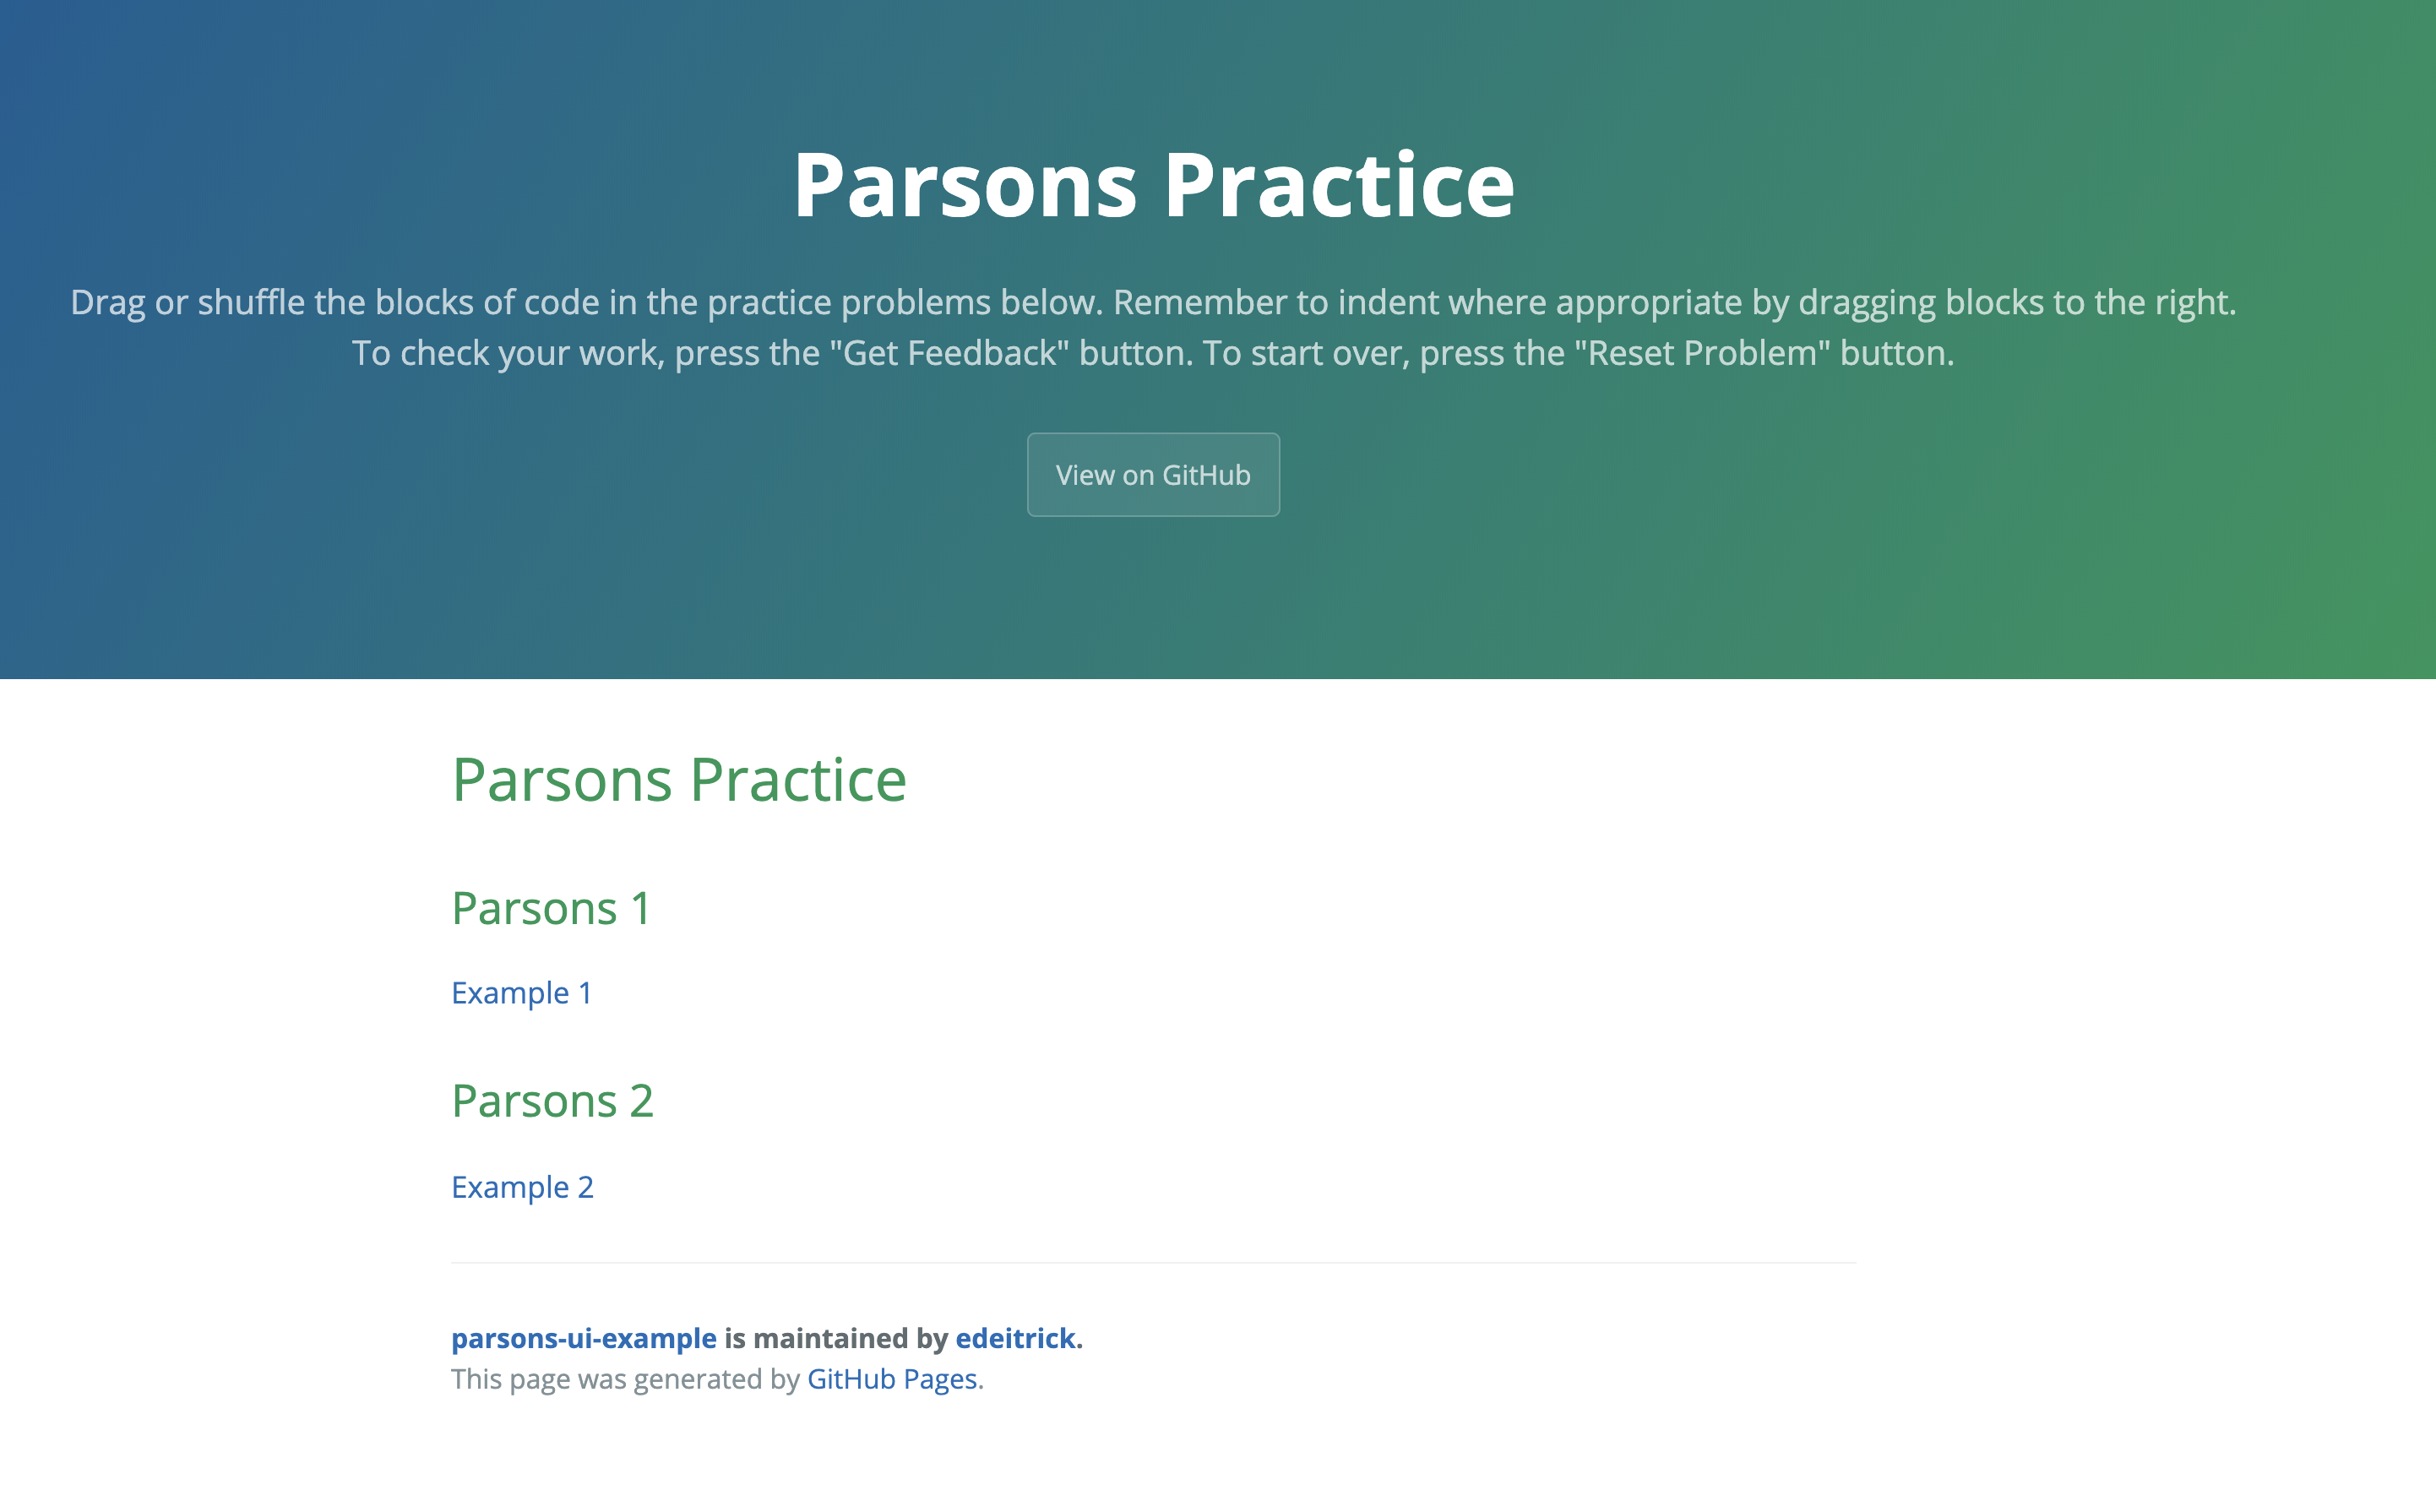 Parsons Practice
Drag or shuffle the blocks of code in the practice problems below. Remember to indent where appropriate by dragging blocks to the right.
To check your work, press the "Get Feedback" button. To start over, press the "Reset Problem" button.
View on GitHub
Parsons Practice
Parsons 1
Example 1
Parsons 2
Example 2
parsons-ui-example is maintained by edeitrick.
This page was generated by GitHub Pages.